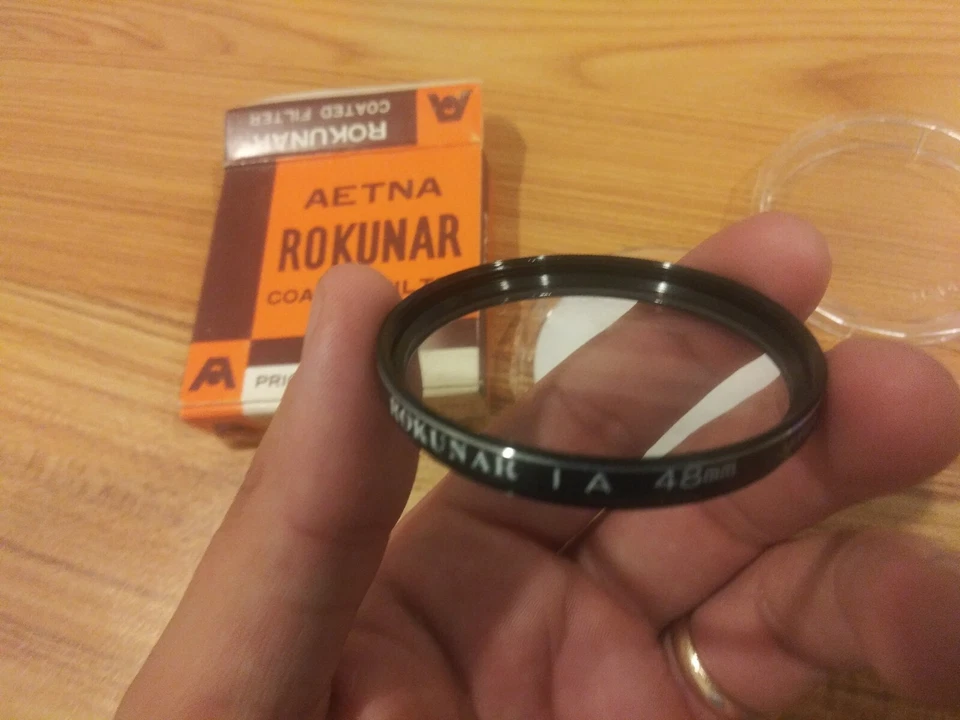 ROKUNAR
COATED FILTER
AETNA
ROKUNAR
ROKUNAR 1A 48mm